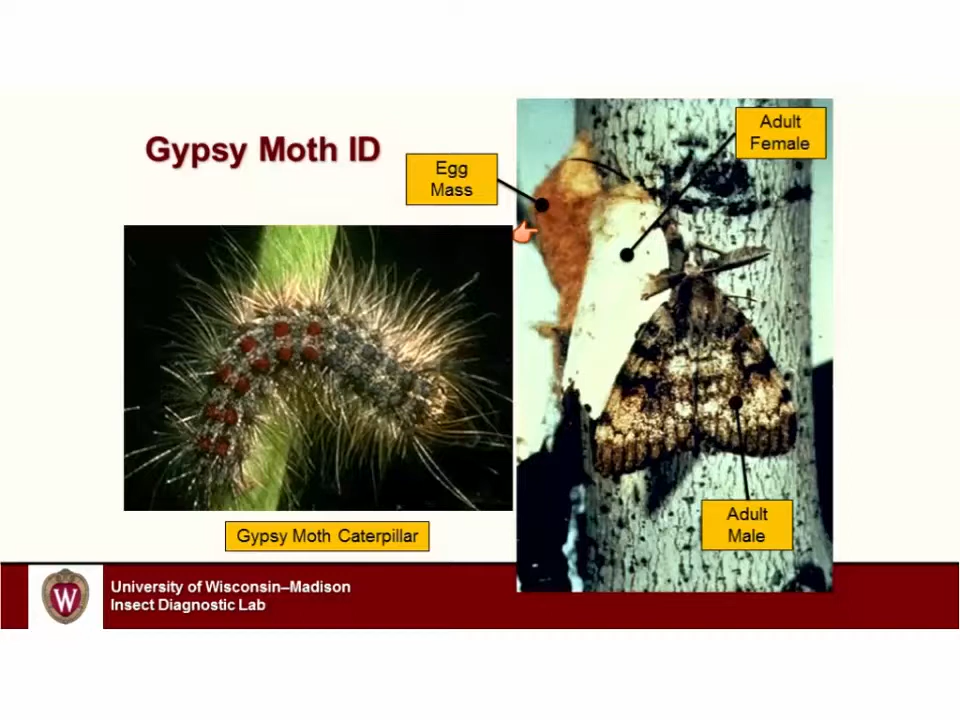 Gypsy Moth ID
Egg
Mass
Adult
Female
Adult
Male
Gypsy Moth Caterpillar
W
University of Wisconsin–Madison
Insect Diagnostic Lab